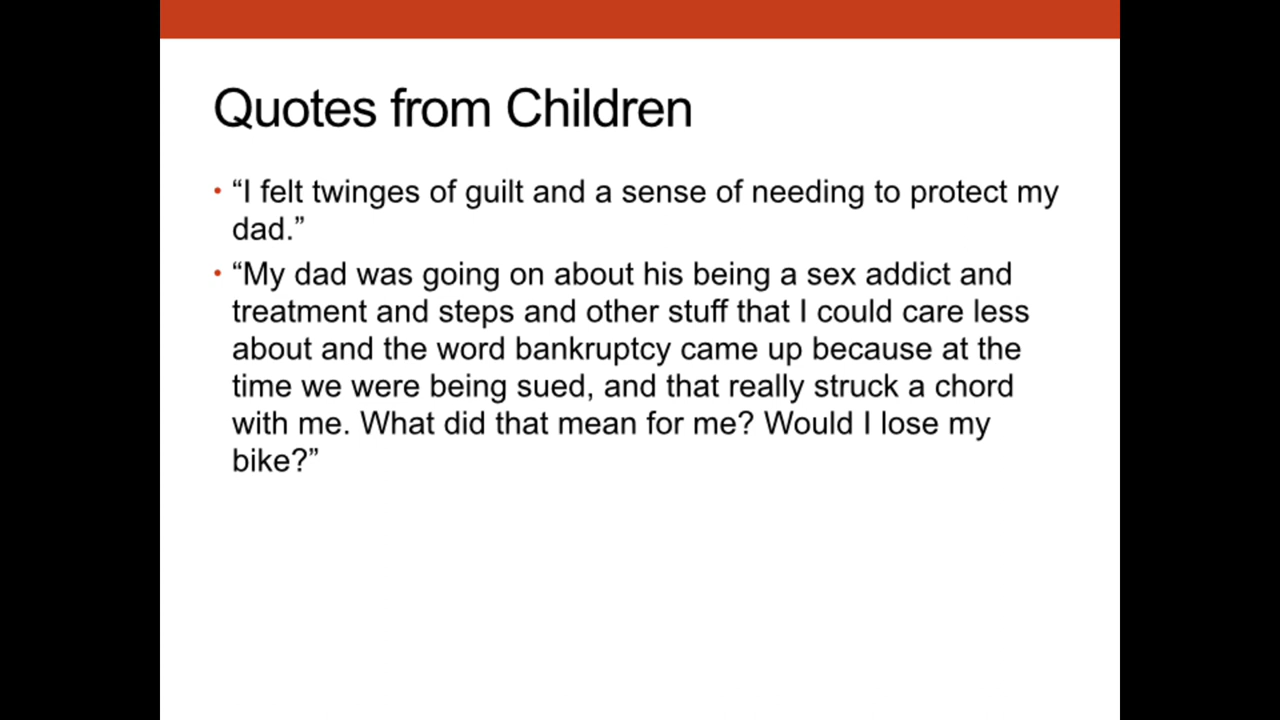 Quotes from Children
• “I felt twinges of guilt and a sense of needing to protect my
dad.”
• “My dad was going on about his being a sex addict and
treatment and steps and other stuff that I could care less
about and the word bankruptcy came up because at the
time we were being sued, and that really struck a chord
with me. What did that mean for me? Would I lose my
bike?”